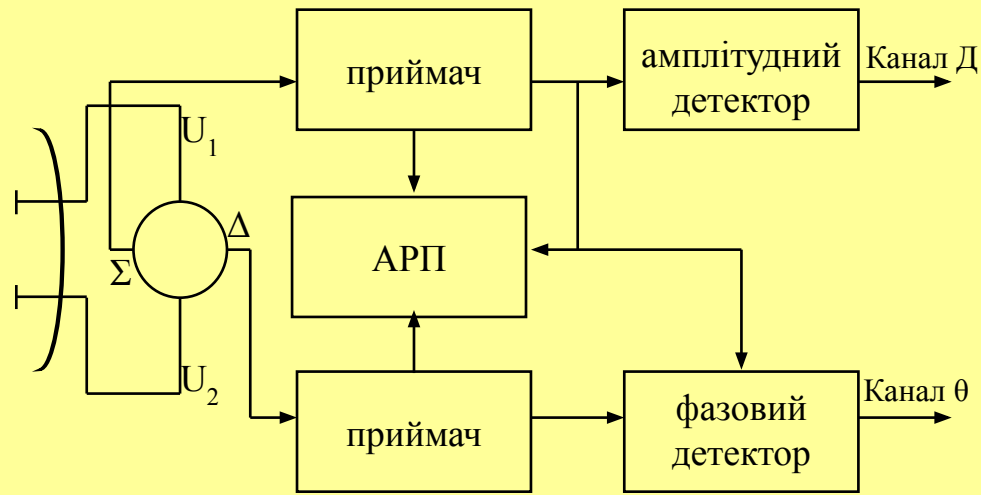 приймач
амплітудний
детектор
Канал Д
U1
Δ
Σ
АРП
U2
приймач
фазовий
детектор
Канал θ